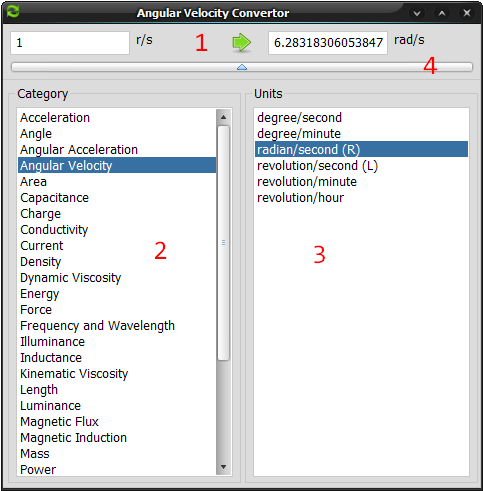 Angular Velocity Convertor
1 r/s 1 6.28318306053847 rad/s
4
Category
Acceleration
Angle
Angular Acceleration
Angular Velocity
Area
Capacitance
Charge
Conductivity
Current
Density
Dynamic Viscosity
Energy
Force
Frequency and Wavelength
Illuminance
Inductance
Kinematic Viscosity
Length
Luminance
Magnetic Flux
Magnetic Induction
Mass
Power
2
Units
degree/second
degree/minute
radian/second (R)
revolution/second (L)
revolution/minute
revolution/hour
3